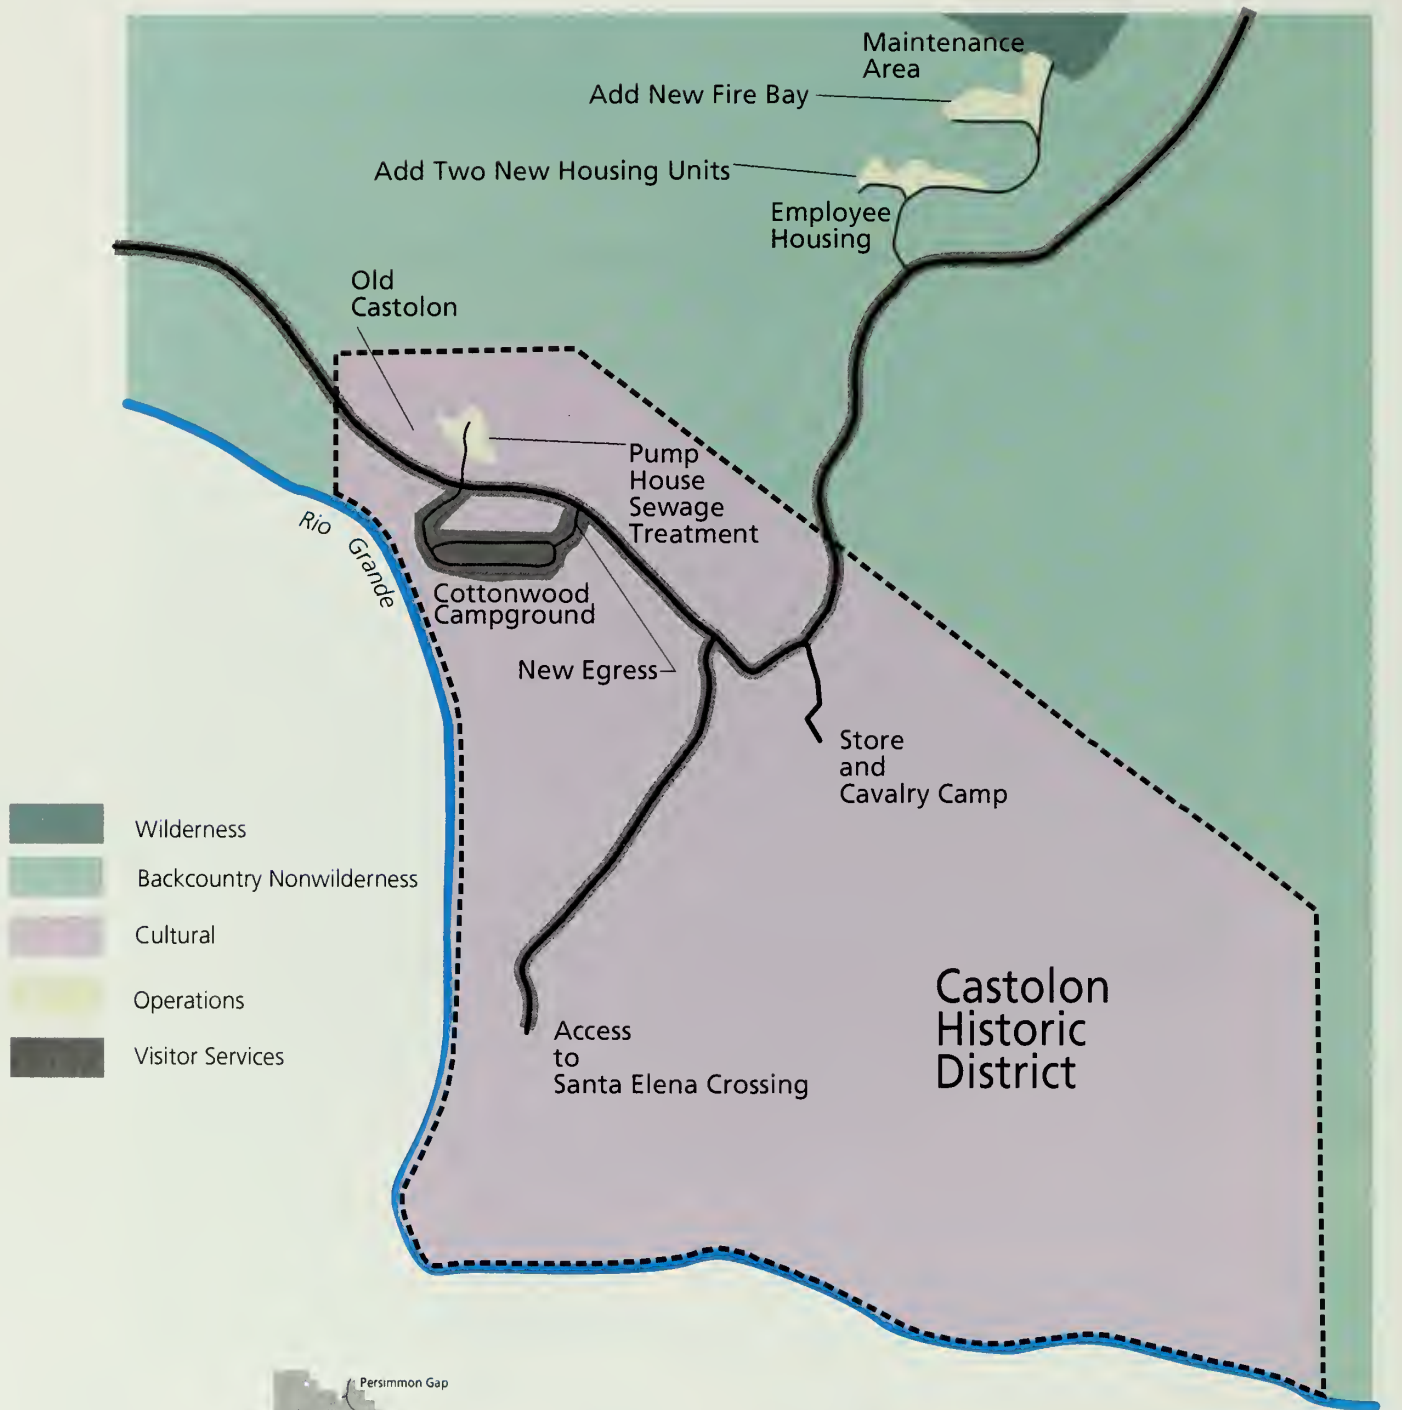 Maintenance
Area
Add New Fire Bay
Add Two New Housing Units
Employee
Housing
Old
Castolon
Pump
House
Sewage
Treatment
Rio Grande
Cottonwood
Campground
New Egress
Store
and
Cavalry Camp
Wilderness
Backcountry Nonwilderness
Cultural
Operations
Visitor Services
Castolon
Historic
District
Access
to
Santa Elena Crossing
Persimmon Gap